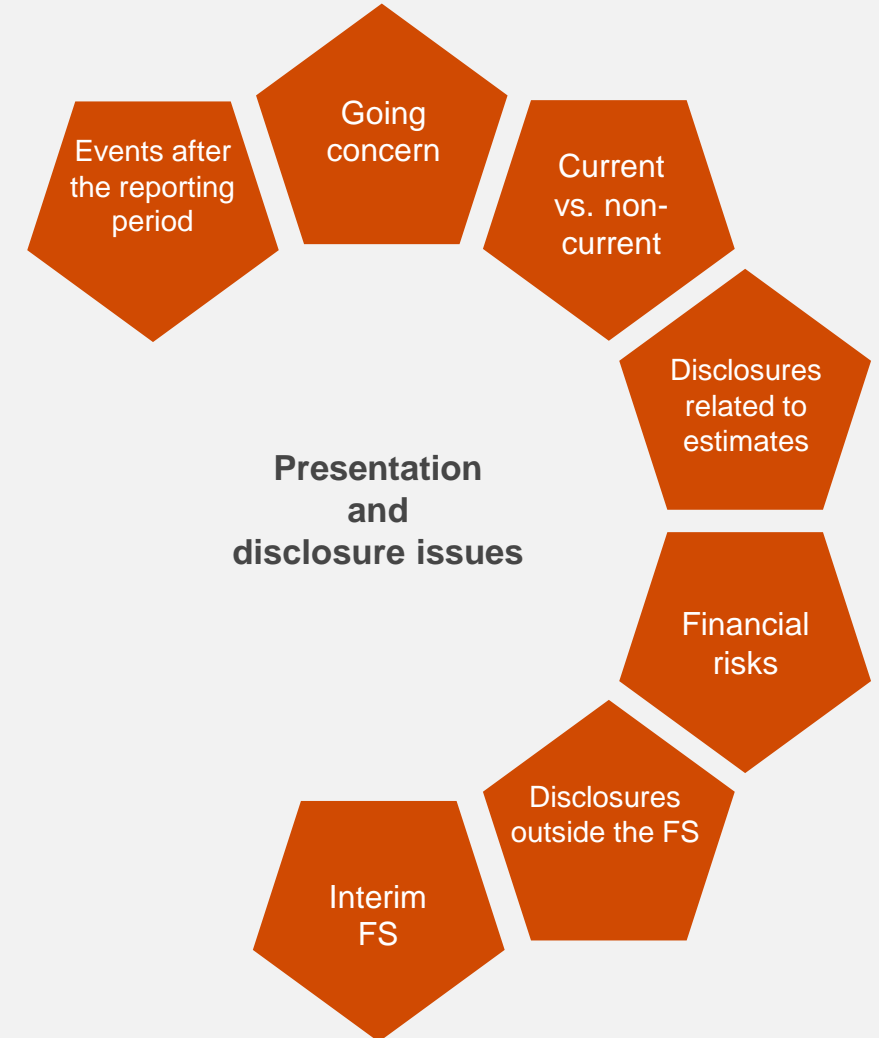 Events after
the reporting
period
Going
concern
Current
vs. non-
current
Disclosures
related to
estimates
Financial
risks
Disclosures
outside the FS
Interim
FS
Presentation
and
disclosure issues